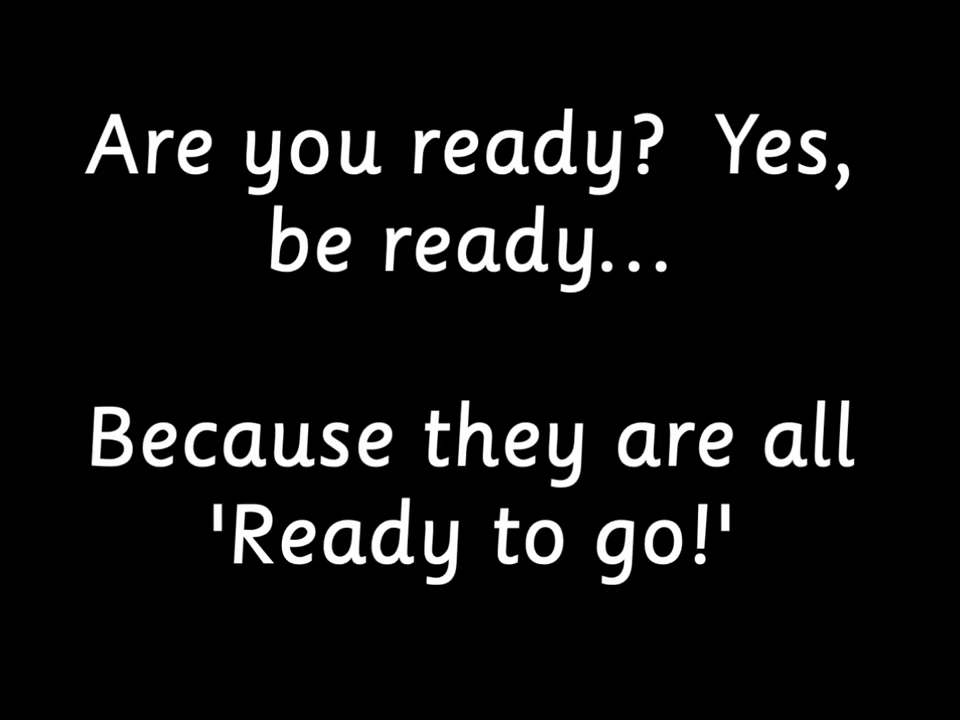 Are you ready? Yes,
be ready...
Because they are all
'Ready to go!'